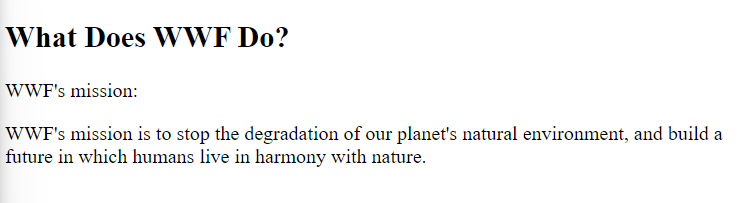 What Does WWF Do?
WWF's mission:
WWF's mission is to stop the degradation of our planet's natural environment, and build a
future in which humans live in harmony with nature.